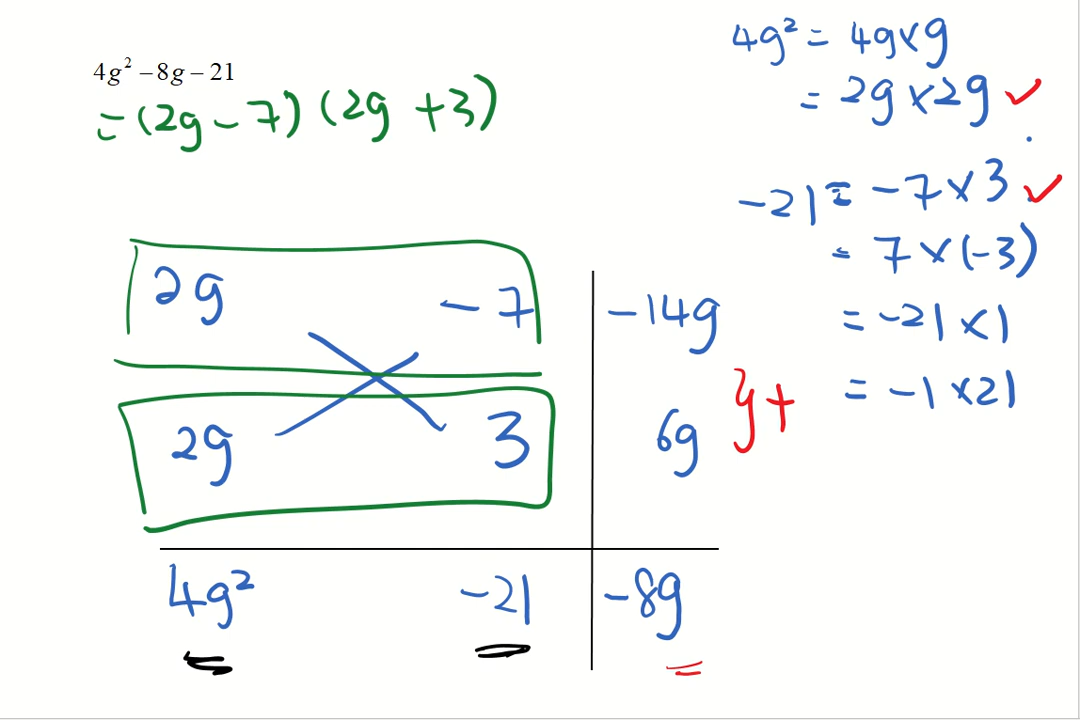 4g² – 8g – 21
= (2g – 7) (2g + 3)
4g² = 4g × g
= 2g × 2g ✓
-21 = -7 × 3 ✓
= 7 × (-3)
= -21 × 1
= -1 × 21
2g -7 -14g
2g 3 6g } +
4g² -21 -8g